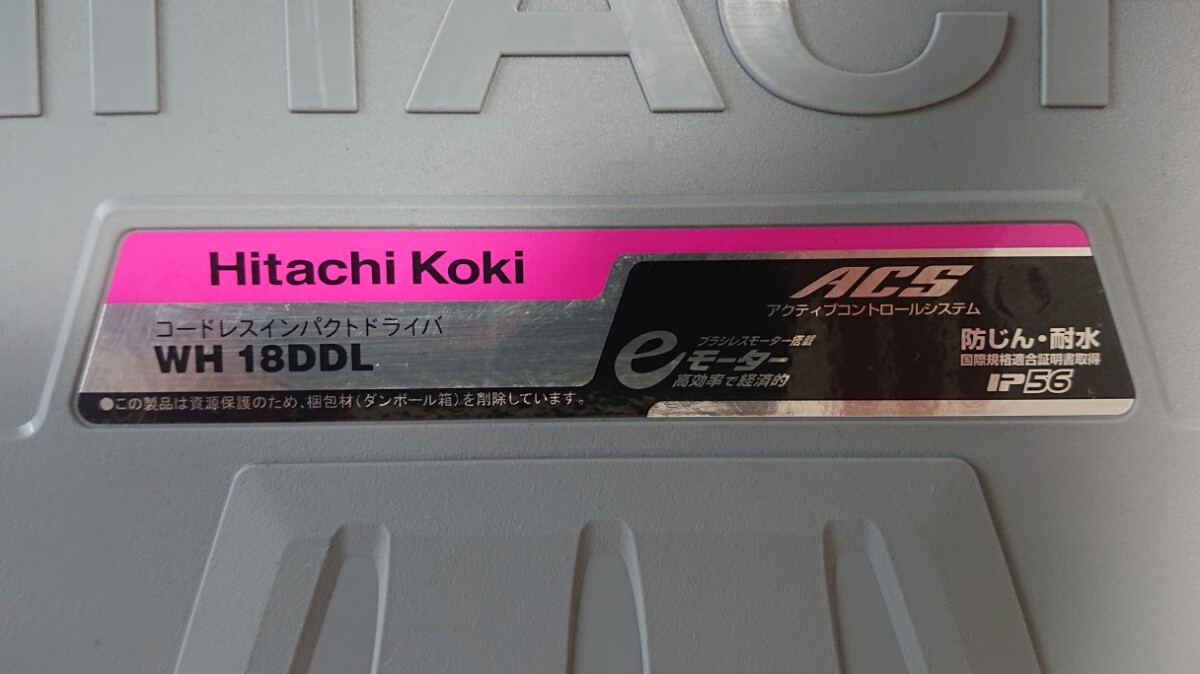 HITACHI
Hitachi Koki
コードレスインパクトドライバ
WH 18DDL
●この製品は資源保護のため、梱包材(ダンボール箱)を削除しています。
ACS
アクティブコントロールシステム
ブラシレスモーター搭載
eモーター
高効率で経済的
防じん・耐水
国際規格適合証明書取得
IP56